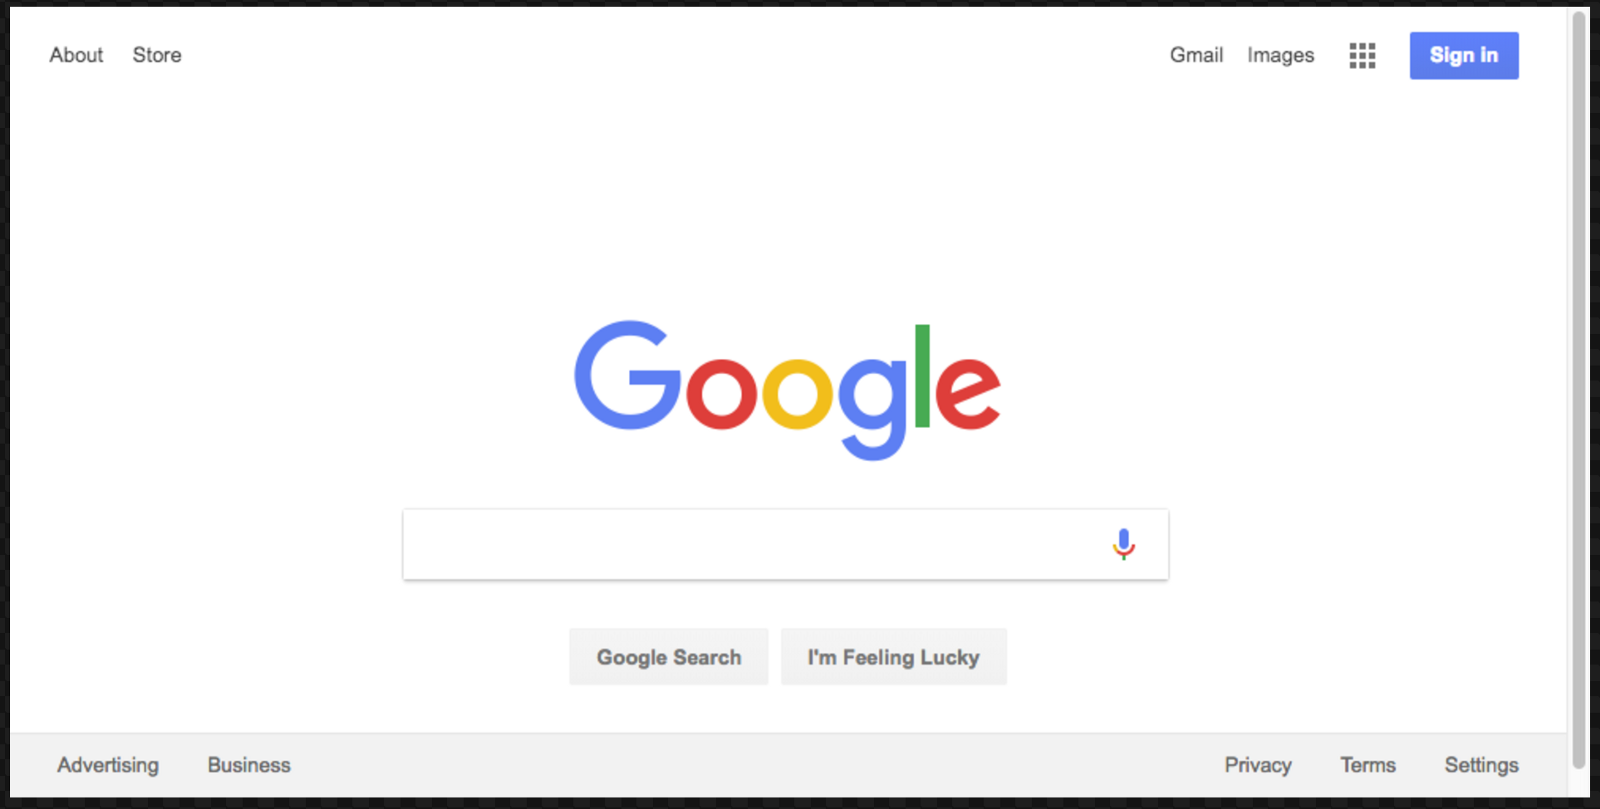 About Store Gmail Images Sign in
Google
Google Search I'm Feeling Lucky
Advertising Business Privacy Terms Settings